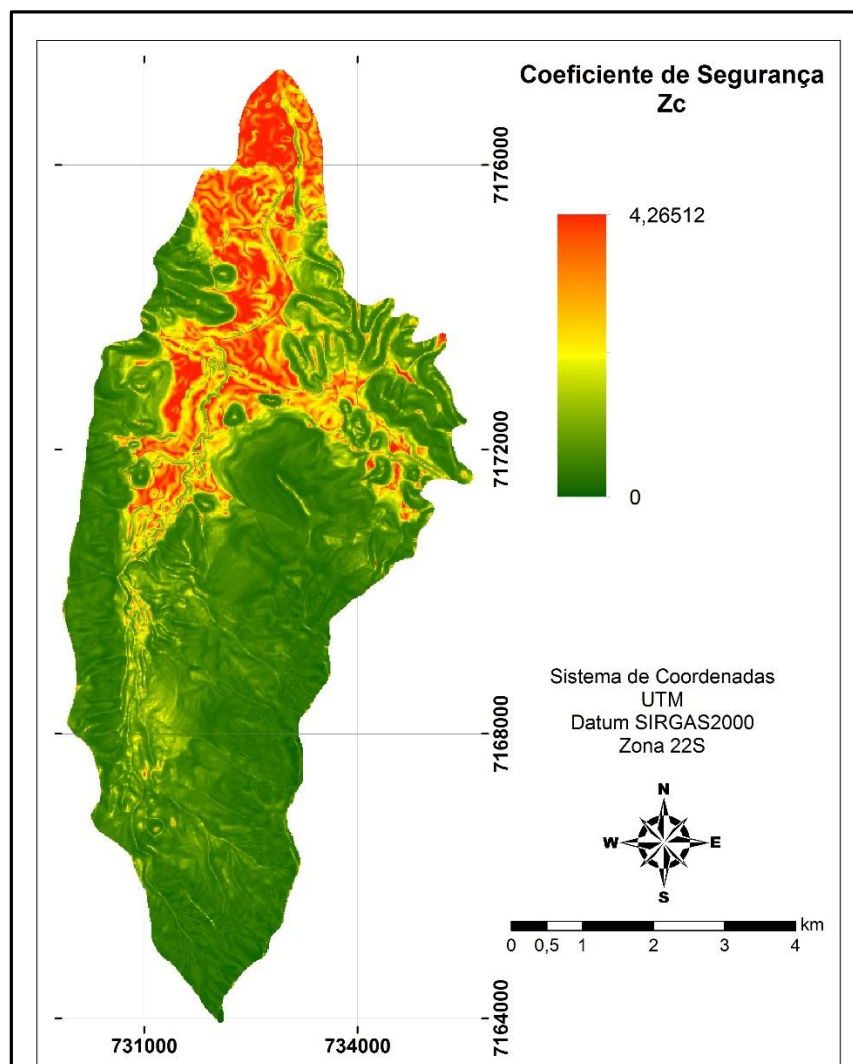 Coeficiente de Segurança
Zc
4,26512
0
7176000
7172000
7168000
7164000
731000
734000
Sistema de Coordenadas
UTM
Datum SIRGAS2000
Zona 22S
N
W
E
S
km
0 0,5 1 2 3 4